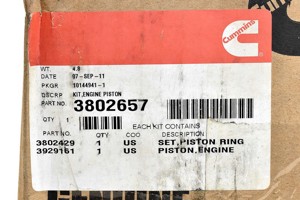 Cummins
WT. 4.8
DATE 07-SEP-11
PKGR X0144941-1
DSCRP KIT,ENGINE PISTON
PART NO. 3802657
QTY 1
EACH KIT CONTAINS
PART NO. QTY COO DESCRIPTION
3802429 1 US SET,PISTON RING
3929161 1 US PISTON,ENGINE
GENUINE